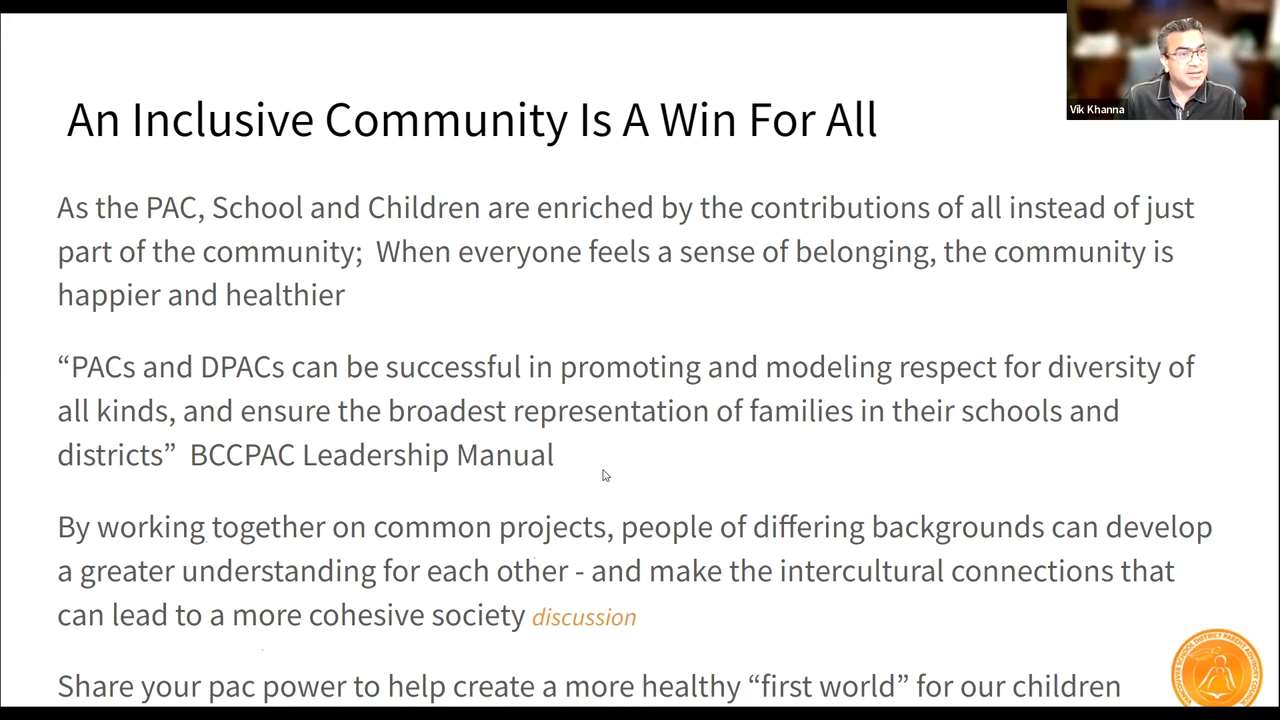 An Inclusive Community Is A Win For All
Vik Khanna
As the PAC, School and Children are enriched by the contributions of all instead of just
part of the community;  When everyone feels a sense of belonging, the community is
happier and healthier
“PACs and DPACs can be successful in promoting and modeling respect for diversity of
all kinds, and ensure the broadest representation of families in their schools and
districts”  BCCPAC Leadership Manual
By working together on common projects, people of differing backgrounds can develop
a greater understanding for each other - and make the intercultural connections that
can lead to a more cohesive society discussion
Share your pac power to help create a more healthy “first world” for our children